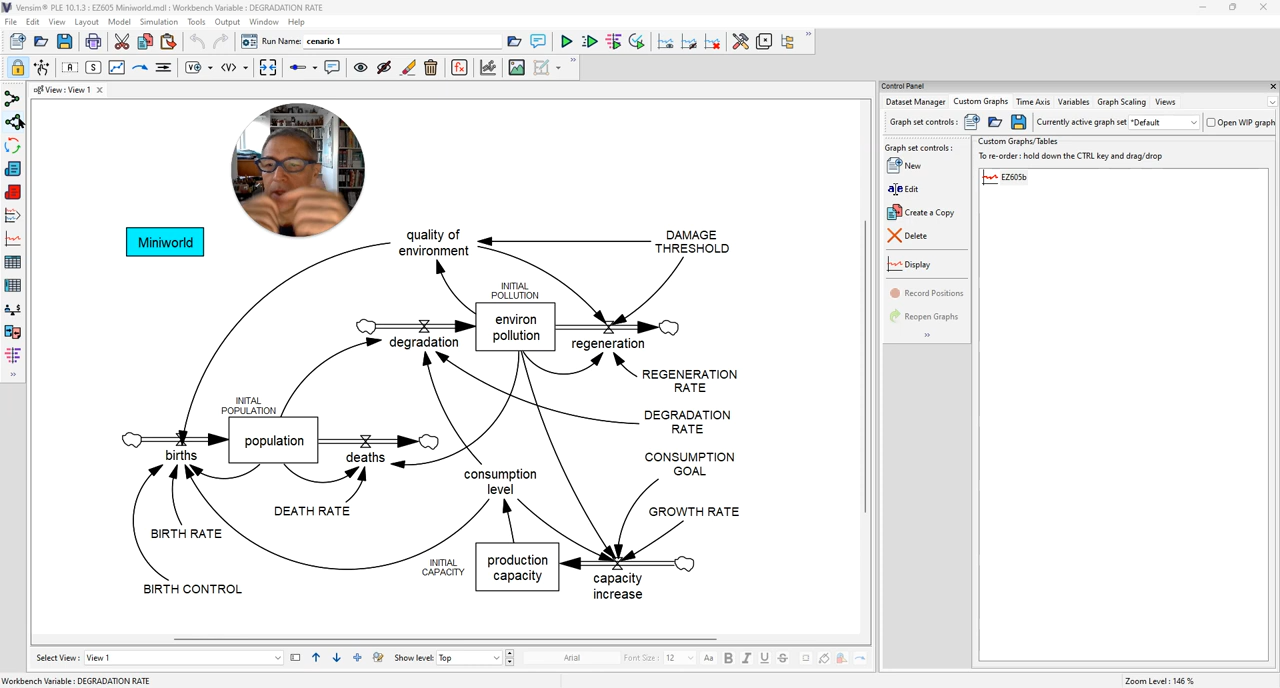 Vensim® PLE 10.1.3 : EZ605 Miniworld.mdl : Workbench Variable : DEGRADATION RATE
File Edit View Layout Model Simulation Tools Output Window Help
Run Name: cenario 1
View : View 1
Control Panel
Dataset Manager Custom Graphs Time Axis Variables Graph Scaling Views
Graph set controls : Currently active graph set *Default Open WIP graph
Graph set controls :
New
Edit
Create a Copy
Delete
Display
Record Positions
Reopen Graphs
Custom Graphs/Tables
To re-order : hold down the CTRL key and drag/drop
EZ605b
Miniworld
quality of
environment
DAMAGE
THRESHOLD
INITIAL
POLLUTION
environ
pollution
degradation
regeneration
REGENERATION
RATE
DEGRADATION
RATE
INITAL
POPULATION
population
births
deaths
CONSUMPTION
GOAL
consumption
level
DEATH RATE
GROWTH RATE
BIRTH RATE
INITIAL
CAPACITY
production
capacity
capacity
increase
BIRTH CONTROL
Select View : View 1 Show level: Top Arial Font Size : 12 Aa B I U S
Workbench Variable : DEGRADATION RATE
Zoom Level : 146 %